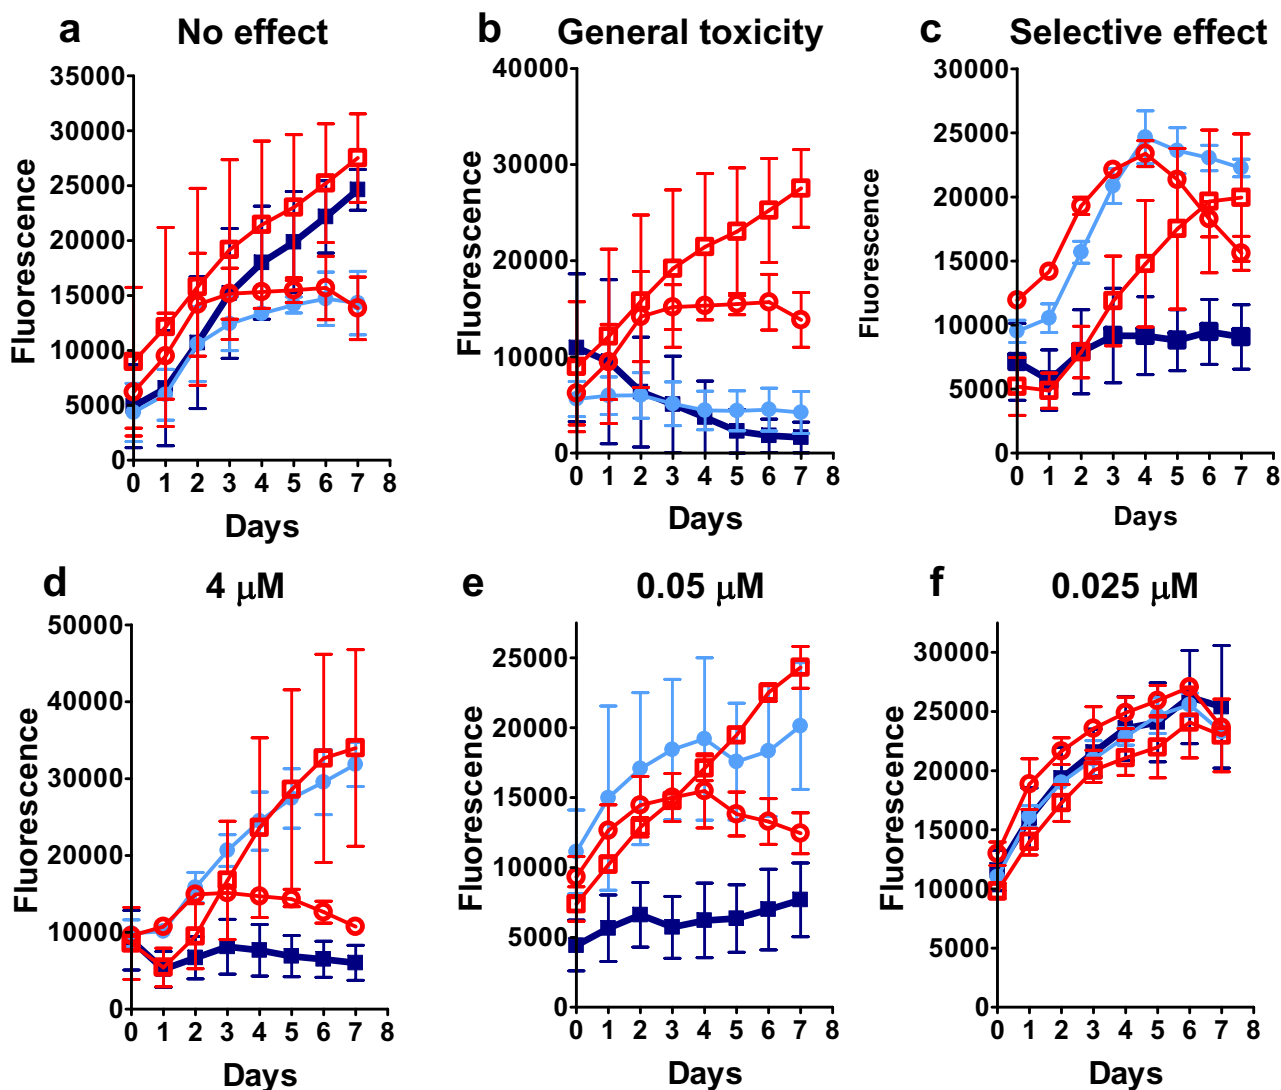 a No effect
35000
30000
25000
20000
15000
10000
5000
0
Fluorescence
0 1 2 3 4 5 6 7 8
Days
b General toxicity
40000
30000
20000
10000
0
Fluorescence
0 1 2 3 4 5 6 7 8
Days
c Selective effect
30000
25000
20000
15000
10000
5000
0
Fluorescence
0 1 2 3 4 5 6 7 8
Days
d 4 μM
50000
40000
30000
20000
10000
0
Fluorescence
0 1 2 3 4 5 6 7 8
Days
e 0.05 μM
25000
20000
15000
10000
5000
0
Fluorescence
0 1 2 3 4 5 6 7 8
Days
f 0.025 μM
30000
25000
20000
15000
10000
5000
0
Fluorescence
0 1 2 3 4 5 6 7 8
Days